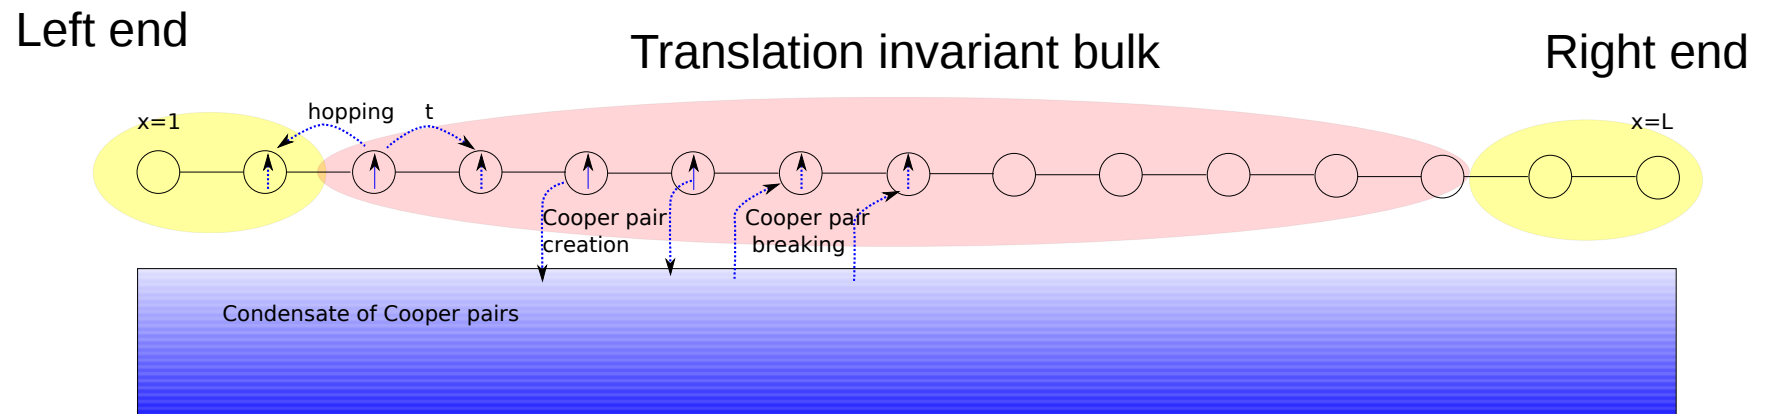 Left end
Translation invariant bulk
Right end
x=1
hopping
t
x=L
Cooper pair
creation
Cooper pair
breaking
Condensate of Cooper pairs